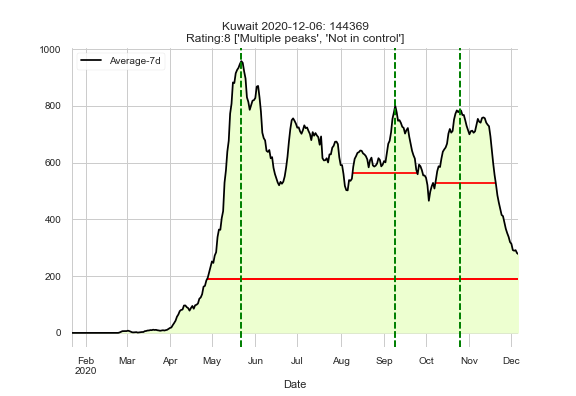 Kuwait 2020-12-06: 144369
Rating:8 ['Multiple peaks', 'Not in control']
1000
Average-7d
800
600
400
200
0
Feb Mar Apr May Jun Jul Aug Sep Oct Nov Dec
2020
Date